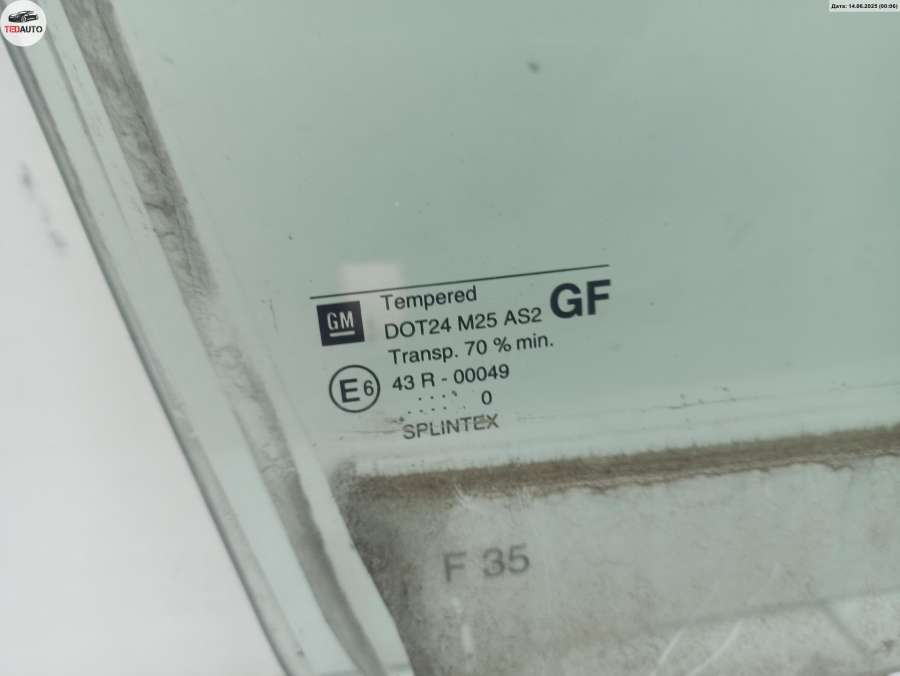 TEDAUTO
Дата: 14.06.2025 (00:06)
GM
Tempered
GF
DOT24 M25 AS2
Transp. 70 % min.
E6
43 R - 00049
0
SPLINTEX
F 35